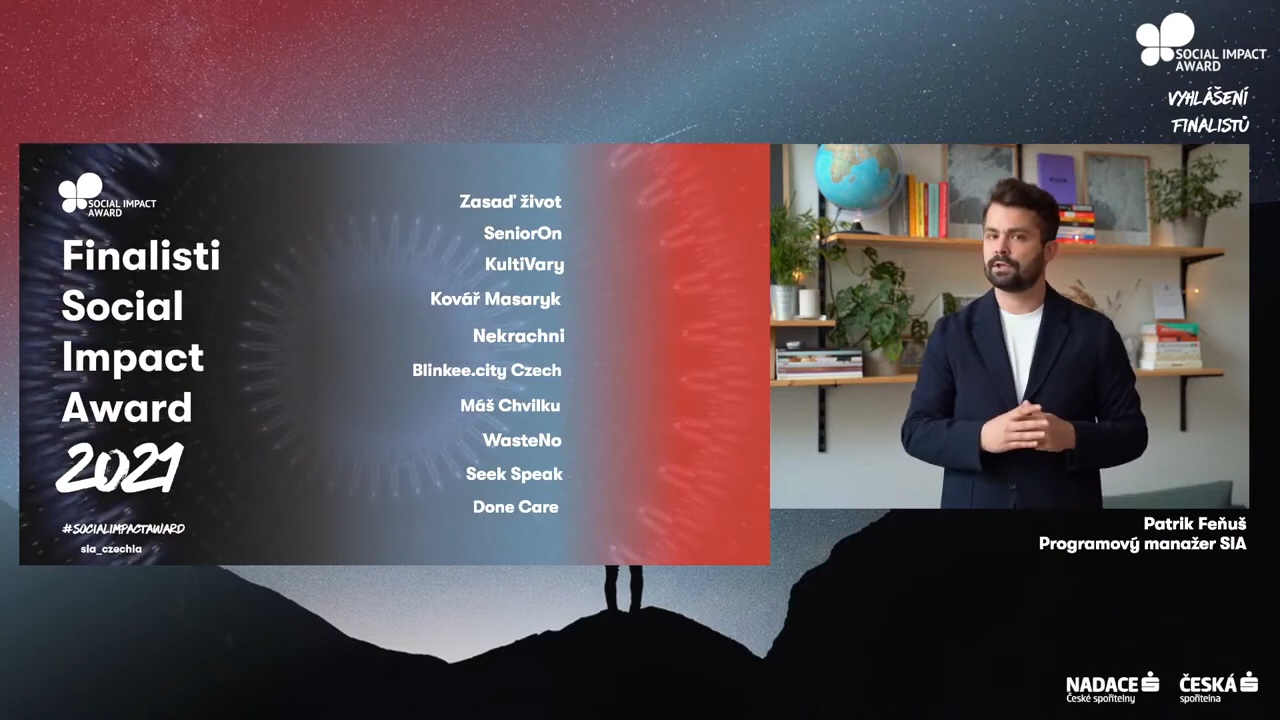 SOCIAL IMPACT
AWARD
VYHLÁŠENÍ
FINALISTŮ
SOCIAL IMPACT
AWARD
Finalisti
Social
Impact
Award
2021
#SOCIALIMPACTAWARD
sia_czechia
Zasaď život
SeniorOn
KultiVary
Kovář Masaryk
Nekrachni
Blinkee.city Czech
Máš Chvilku
WasteNo
Seek Speak
Done Care
Patrik Feňuš
Programový manažer SIA
NADACE
České spořitelny
ČESKÁ
spořitelna